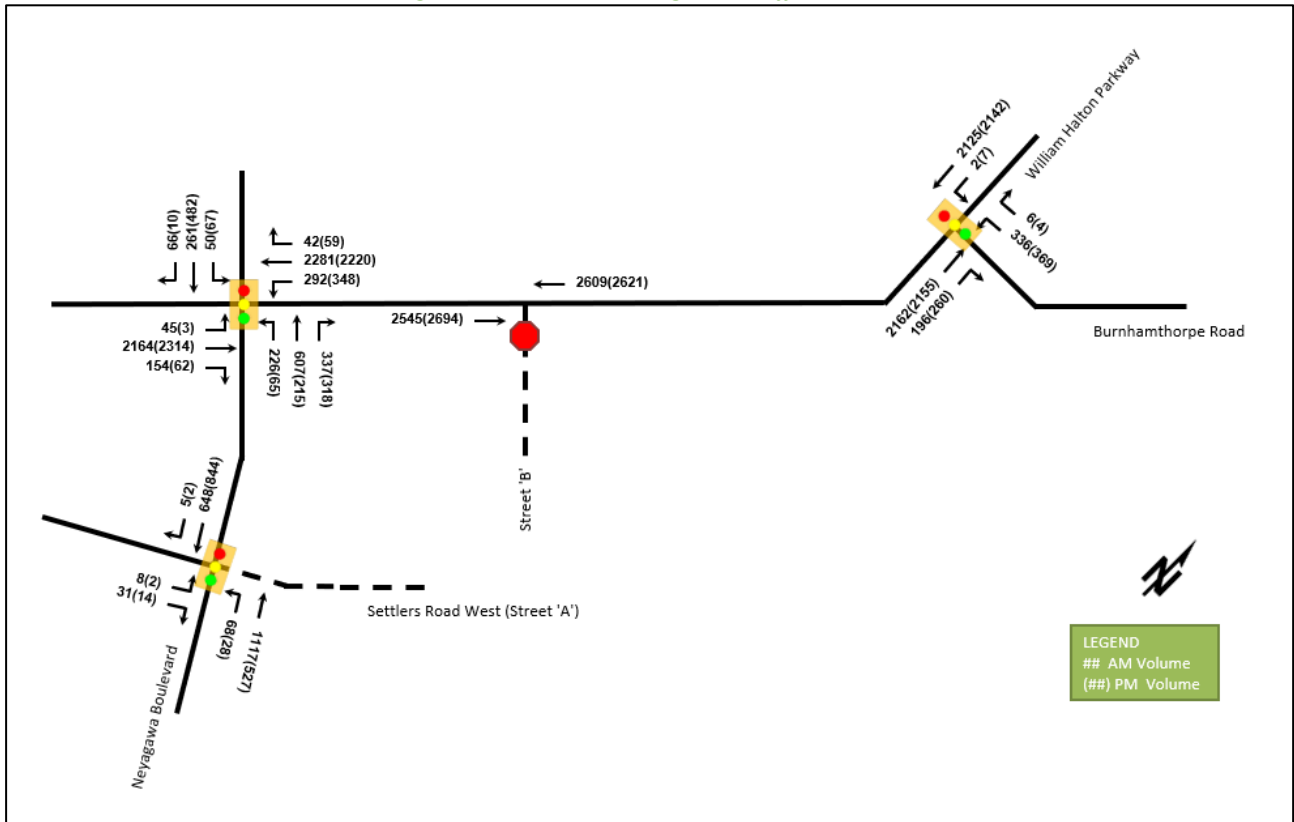 2125(2142)
2(7)
William Halton Parkway
6(4)
336(369)
66(10)
261(482)
50(67)
42(59)
2281(2220)
292(348)
2609(2621)
2545(2694)
2162(2155)
196(260)
Burnhamthorpe Road
45(3)
2164(2314)
154(62)
226(65)
607(215)
337(318)
Street 'B'
5(2)
648(844)
8(2)
31(14)
68(28)
1117(527)
Settlers Road West (Street 'A')
Neyagawa Boulevard
N
LEGEND
## AM Volume
(##) PM Volume